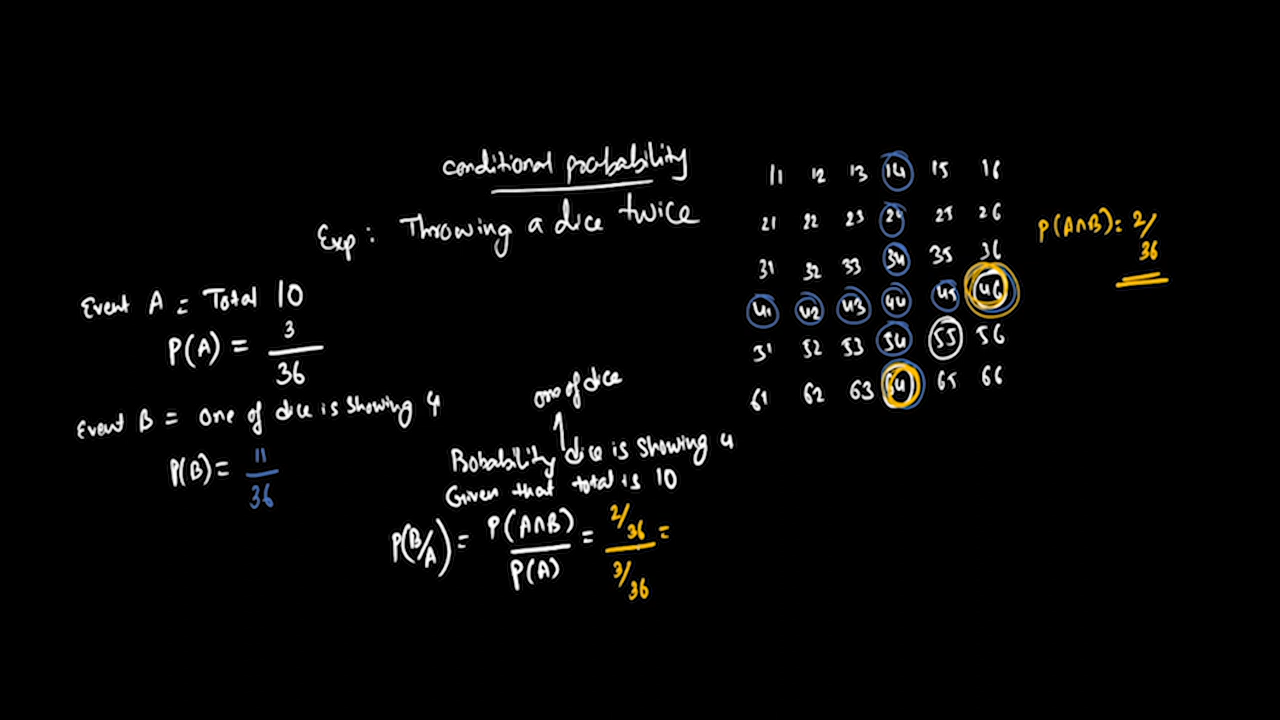 conditional probability
Exp : Throwing a dice twice
Event A = Total 10
P(A) = 3/36
Event B = One of dice is showing 4
P(B) = 11/36
one of dice
Probability dice is showing 4
Given that total is 10
P(B/A) = P(A∩B)/P(A) = 2/36 / 3/36 =
11 12 13 14 15 16
21 22 23 24 25 26
31 32 33 34 35 36
41 42 43 44 45 46
51 52 53 54 55 56
61 62 63 64 65 66
P(A∩B) = 2/36